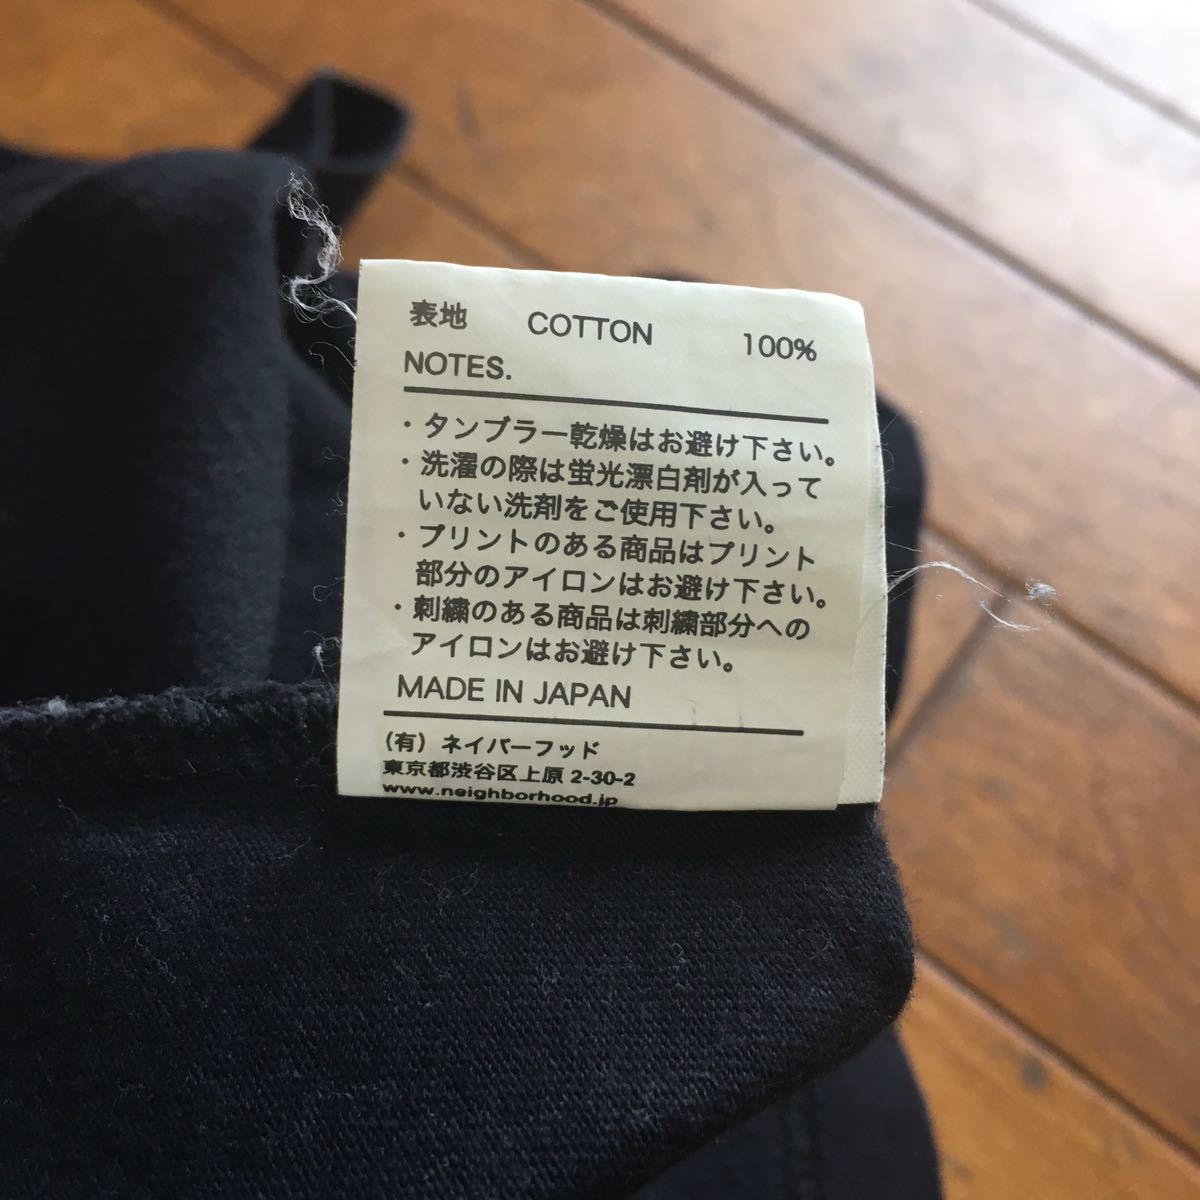 表地 COTTON 100%
NOTES.
・タンブラー乾燥はお避け下さい。
・洗濯の際は蛍光漂白剤が入って
いない洗剤をご使用下さい。
・プリントのある商品はプリント
部分のアイロンはお避け下さい。
・刺繍のある商品は刺繍部分への
アイロンはお避け下さい。
MADE IN JAPAN
(有) ネイバーフッド
東京都渋谷区上原 2-30-2
www.neighborhood.jp